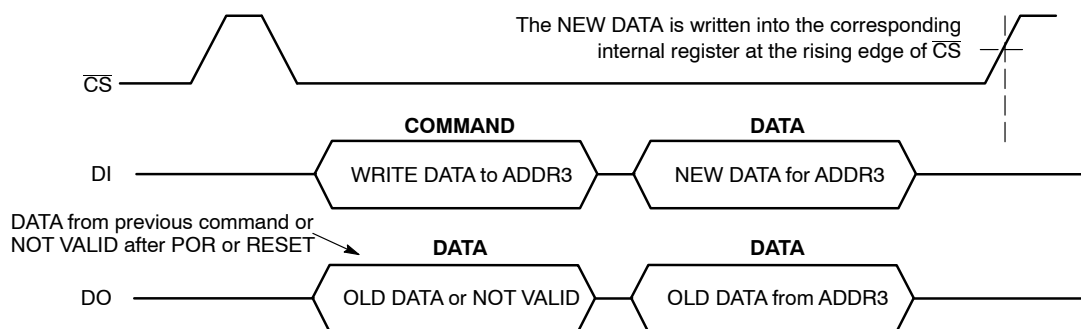 The NEW DATA is written into the corresponding
internal register at the rising edge of CS
CS
COMMAND
DATA
DI
WRITE DATA to ADDR3
NEW DATA for ADDR3
DATA from previous command or
NOT VALID after POR or RESET
DATA
DATA
DO
OLD DATA or NOT VALID
OLD DATA from ADDR3